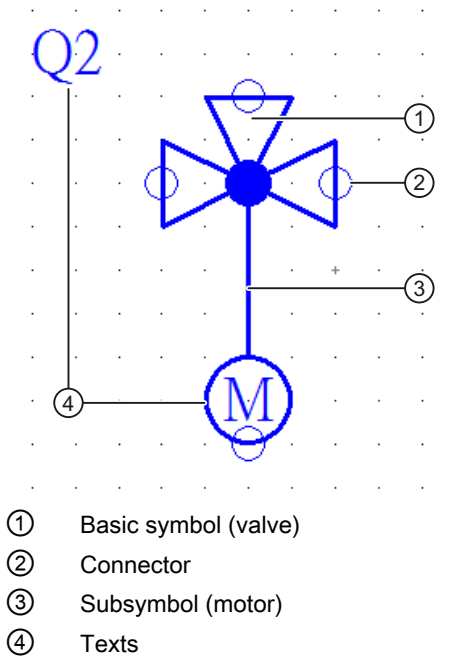 Q2
①
②
③
④
M
① Basic symbol (valve)
② Connector
③ Subsymbol (motor)
④ Texts